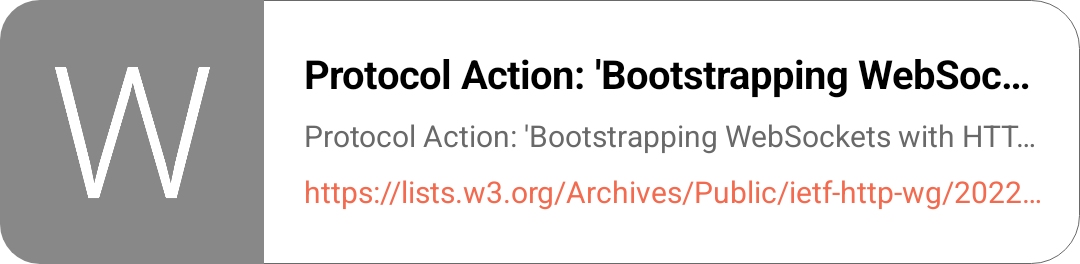 W
Protocol Action: 'Bootstrapping WebSoc...
Protocol Action: 'Bootstrapping WebSockets with HTT...
https://lists.w3.org/Archives/Public/ietf-http-wg/2022...